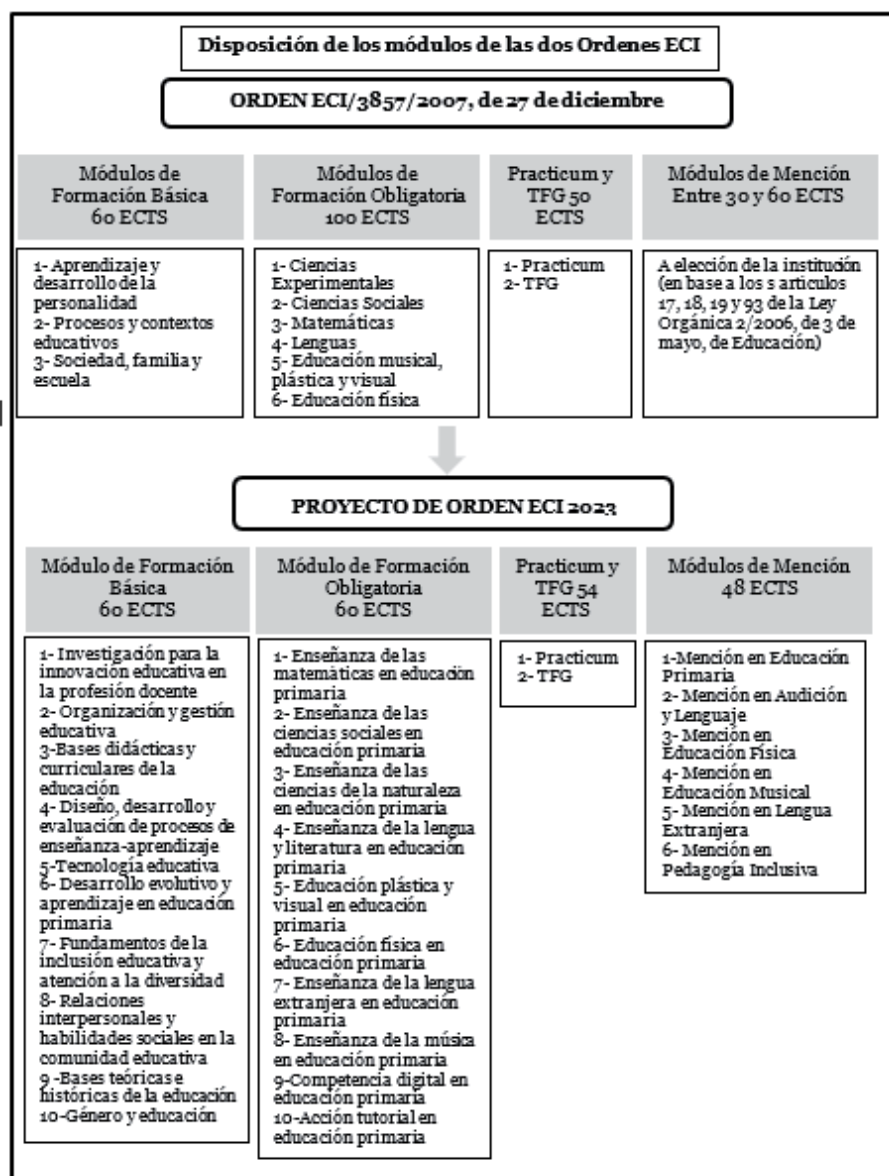 Disposición de los módulos de las dos Ordenes ECI
ORDEN ECI/3857/2007, de 27 de diciembre
Módulos de
Formación Básica
60 ECTS
1- Aprendizaje y
desarrollo de la
personalidad
2- Procesos y contextos
educativos
3- Sociedad, familia y
escuela
Módulos de
Formación Obligatoria
100 ECTS
1- Ciencias
Experimentales
2- Ciencias Sociales
3- Matemáticas
4- Lenguas
5- Educación musical,
plástica y visual
6- Educación física
Practicum y
TFG 50
ECTS
1- Practicum
2- TFG
Módulos de Mención
Entre 30 y 60 ECTS
A elección de la institución
(en base a los s articulos
17, 18, 19 y 93 de la Ley
Orgánica 2/2006, de 3 de
mayo, de Educación)
PROYECTO DE ORDEN ECI 2023
Módulo de Formación
Básica
60 ECTS
1- Investigación para la
innovación educativa en
la profesión docente
2- Organización y gestión
educativa
3-Bases didácticas y
curriculares de la
educación
4- Diseño, desarrollo y
evaluación de procesos de
enseñanza-aprendizaje
5-Tecnología educativa
6- Desarrollo evolutivo y
aprendizaje en educación
primaria
7- Fundamentos de la
inclusión educativa y
atención a la diversidad
8- Relaciones
interpersonales y
habilidades sociales en la
comunidad educativa
9 -Bases teóricas e
históricas de la educación
10-Género y educación
Módulo de Formación
Obligatoria
60 ECTS
1- Enseñanza de las
matemáticas en educación
primaria
2- Enseñanza de las
ciencias sociales en
educación primaria
3- Enseñanza de las
ciencias de la naturaleza
en educación primaria
4- Enseñanza de la lengua
y literatura en educación
primaria
5- Educación plástica y
visual en educación
primaria
6- Educación física en
educación primaria
7- Enseñanza de la lengua
extranjera en educación
primaria
8- Enseñanza de la música
en educación primaria
9-Competencia digital en
educación primaria
10-Acción tutorial en
educación primaria
Practicum y
TFG 54
ECTS
1- Practicum
2- TFG
Módulos de Mención
48 ECTS
1-Mención en Educación
Primaria
2- Mención en Audición
y Lenguaje
3- Mención en
Educación Física
4- Mención en
Educación Musical
5- Mención en Lengua
Extranjera
6- Mención en
Pedagogía Inclusiva